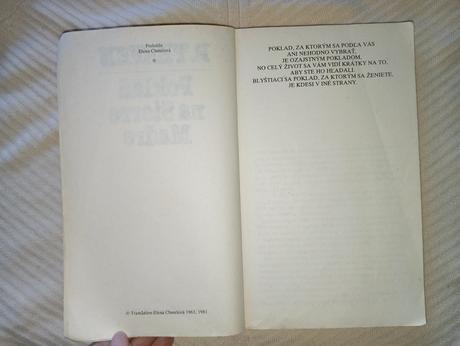 Preložila
Elena Chmelová
POKLAD, ZA KTORÝM SA PODĽA VÁS
ANI NEHODNO VYBRAŤ,
JE OZAJSTNÝM POKLADOM.
NO CELÝ ŽIVOT SA VÁM VIDÍ KRÁTKY NA TO,
ABY STE HO HĽADALI.
BLYŠTIACI SA POKLAD, ZA KTORÝM SA ŽENIETE,
JE KDESI V INEJ STRANY.
© Translation Elena Chmelová 1963, 1981